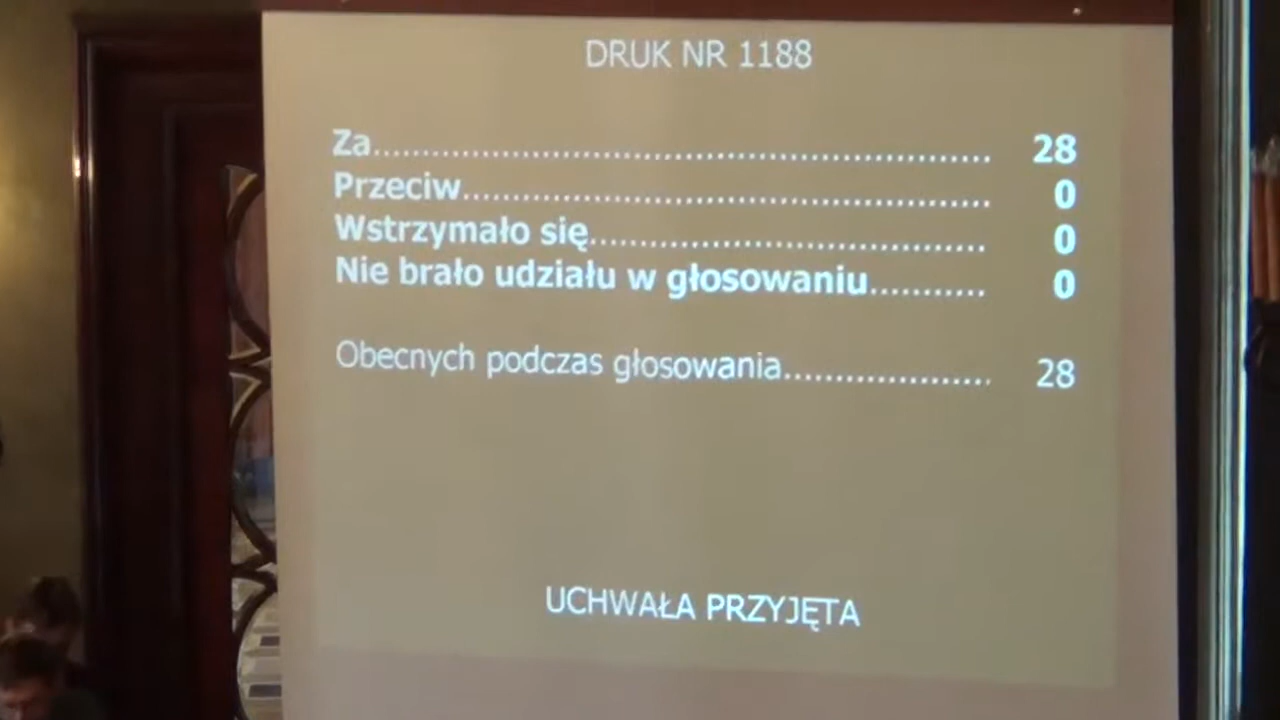 DRUK NR 1188
Za........................................................................ 28
Przeciw............................................................. 0
Wstrzymało się.............................................. 0
Nie brało udziału w głosowaniu........... 0
Obecnych podczas głosowania....................... 28
UCHWAŁA PRZYJĘTA